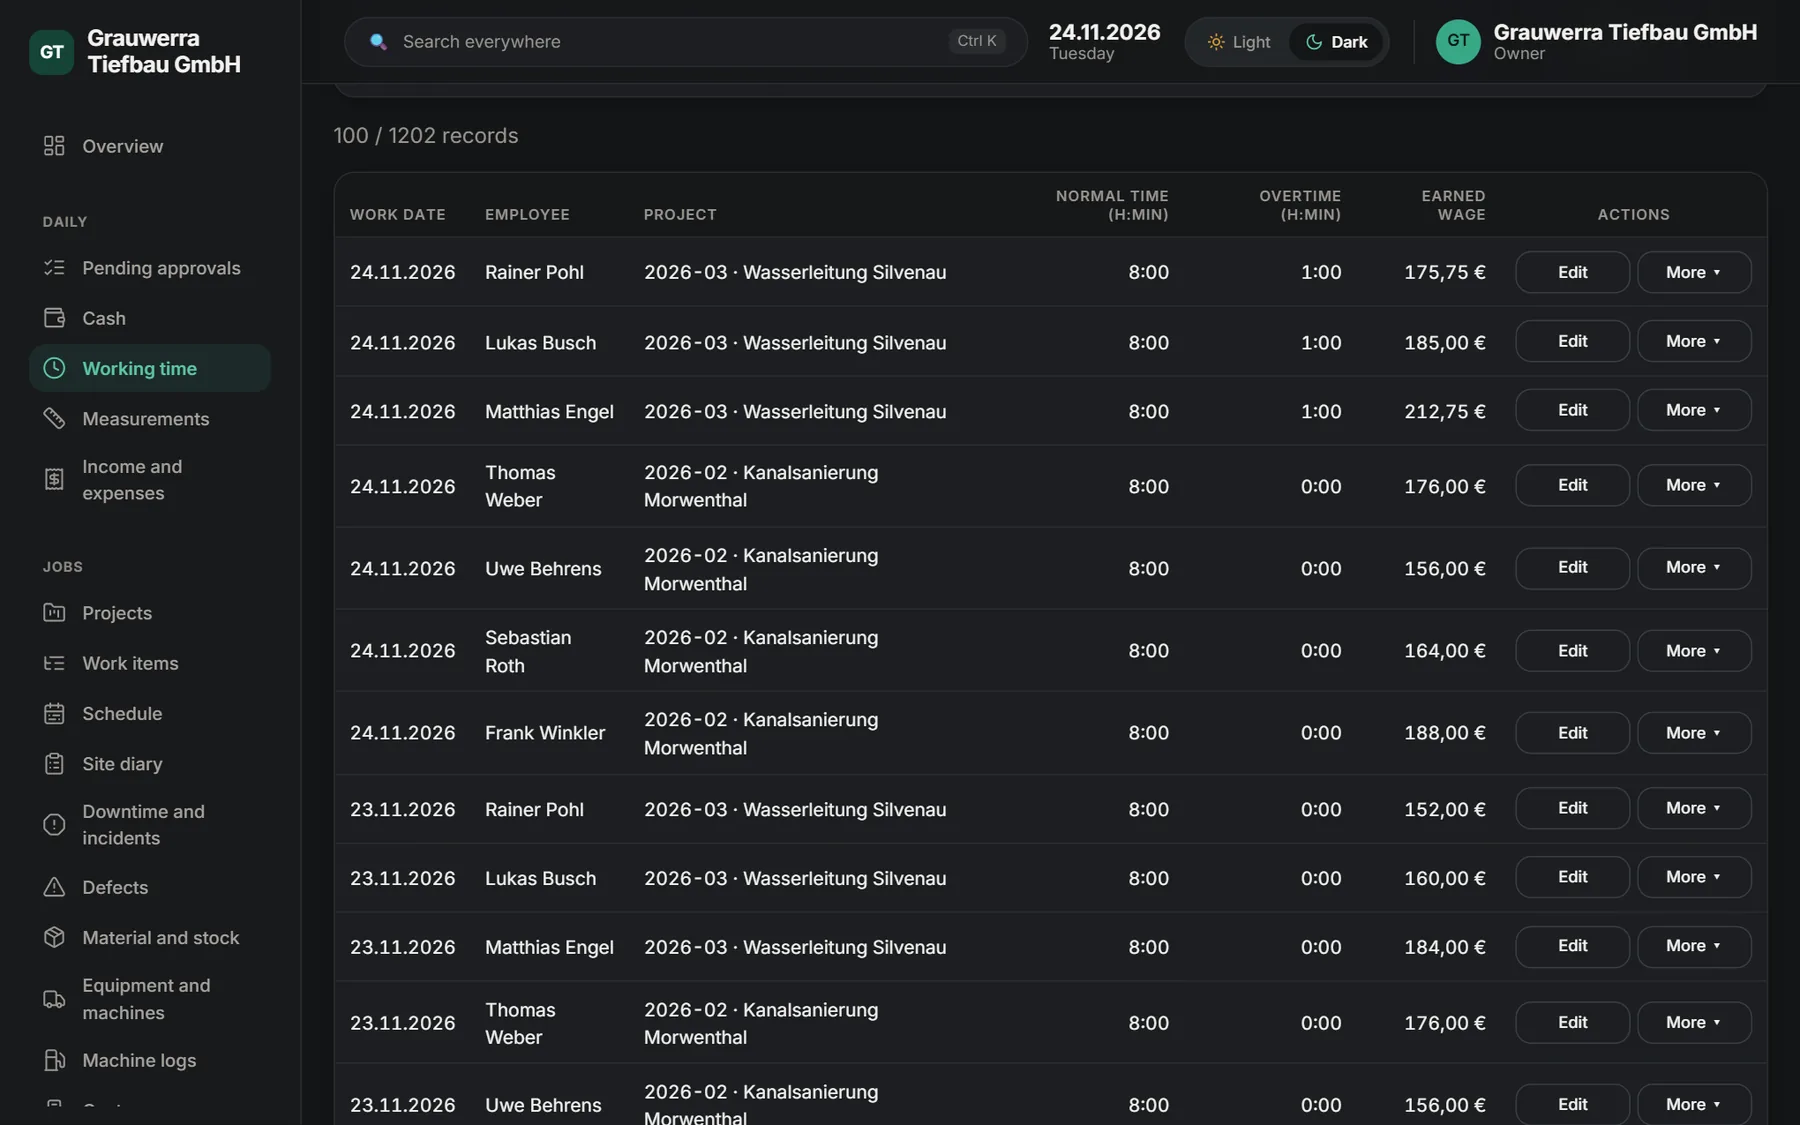 GT
Grauwerra
Tiefbau GmbH
Overview
DAILY
Pending approvals
Cash
Working time
Measurements
Income and
expenses
JOBS
Projects
Work items
Schedule
Site diary
Downtime and
incidents
Defects
Material and stock
Equipment and
machines
Machine logs
Search everywhere
Ctrl K
24.11.2026
Tuesday
Light
Dark
GT
Grauwerra Tiefbau GmbH
Owner
100 / 1202 records
WORK DATE EMPLOYEE PROJECT NORMAL TIME (H:MIN) OVERTIME (H:MIN) EARNED WAGE ACTIONS
24.11.2026 Rainer Pohl 2026-03 · Wasserleitung Silvenau 8:00 1:00 175,75 € Edit More ▾
24.11.2026 Lukas Busch 2026-03 · Wasserleitung Silvenau 8:00 1:00 185,00 € Edit More ▾
24.11.2026 Matthias Engel 2026-03 · Wasserleitung Silvenau 8:00 1:00 212,75 € Edit More ▾
24.11.2026 Thomas Weber 2026-02 · Kanalsanierung Morwenthal 8:00 0:00 176,00 € Edit More ▾
24.11.2026 Uwe Behrens 2026-02 · Kanalsanierung Morwenthal 8:00 0:00 156,00 € Edit More ▾
24.11.2026 Sebastian Roth 2026-02 · Kanalsanierung Morwenthal 8:00 0:00 164,00 € Edit More ▾
24.11.2026 Frank Winkler 2026-02 · Kanalsanierung Morwenthal 8:00 0:00 188,00 € Edit More ▾
23.11.2026 Rainer Pohl 2026-03 · Wasserleitung Silvenau 8:00 0:00 152,00 € Edit More ▾
23.11.2026 Lukas Busch 2026-03 · Wasserleitung Silvenau 8:00 0:00 160,00 € Edit More ▾
23.11.2026 Matthias Engel 2026-03 · Wasserleitung Silvenau 8:00 0:00 184,00 € Edit More ▾
23.11.2026 Thomas Weber 2026-02 · Kanalsanierung Morwenthal 8:00 0:00 176,00 € Edit More ▾
23.11.2026 Uwe Behrens 2026-02 · Kanalsanierung Morwenthal 8:00 0:00 156,00 € Edit More ▾